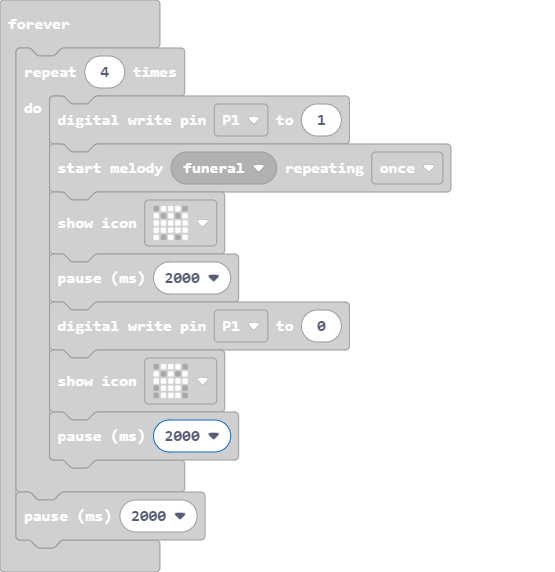 forever
repeat 4 times
do
digital write pin P1 to 1
start melody funeral repeating once
show icon
pause (ms) 2000
digital write pin P1 to 0
show icon
pause (ms) 2000
pause (ms) 2000